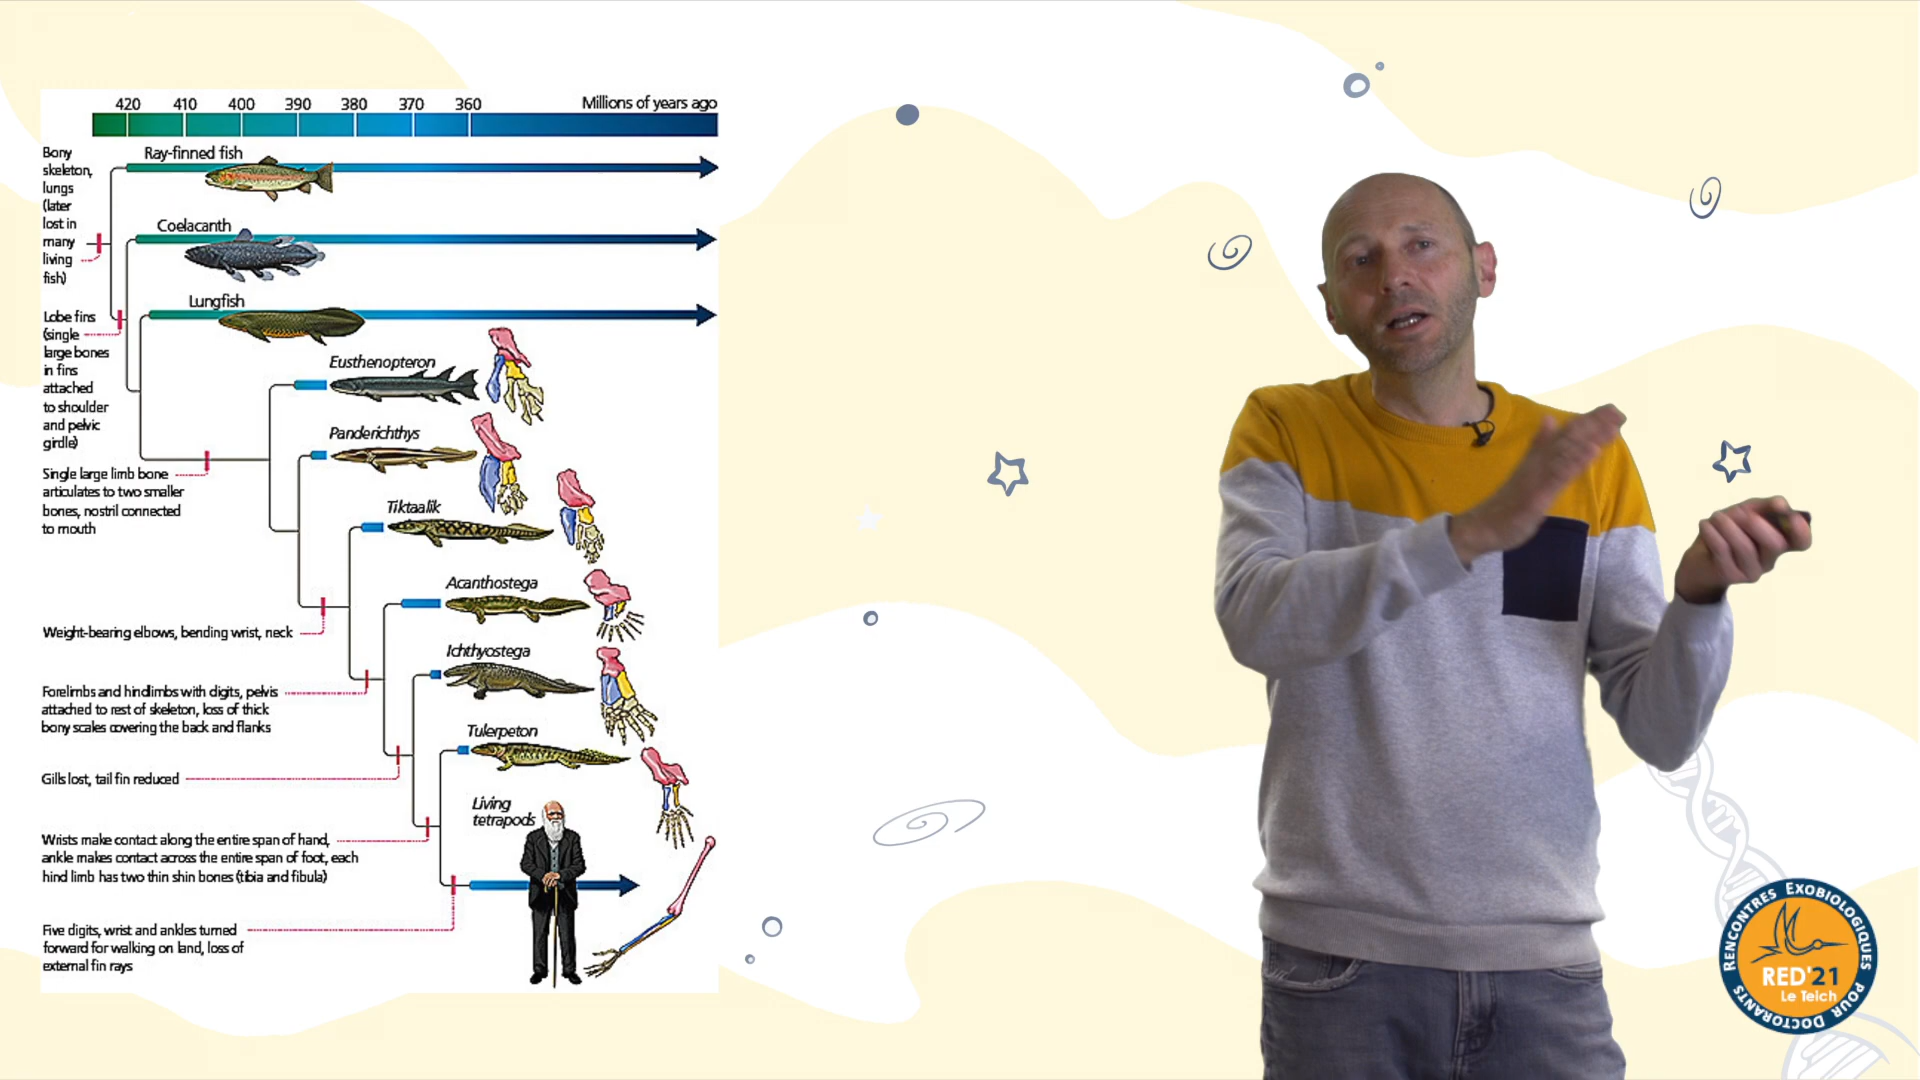 420 410 400 390 380 370 360 Millions of years ago
Bony
skeleton,
lungs
(later
lost in
many
living
fish)
Ray-finned fish
Coelacanth
Lungfish
Lobe fins
(single
large bones
in fins
attached
to shoulder
and pelvic
girdle)
Eusthenopteron
Panderichthys
Single large limb bone
articulates to two smaller
bones, nostril connected
to mouth
Tiktaalik
Acanthostega
Weight-bearing elbows, bending wrist, neck
Ichthyostega
Forelimbs and hindlimbs with digits, pelvis
attached to rest of skeleton, loss of thick
bony scales covering the back and flanks
Tulerpeton
Gills lost, tail fin reduced
Living
tetrapods
Wrists make contact along the entire span of hand,
ankle makes contact across the entire span of foot, each
hind limb has two thin shin bones (tibia and fibula)
Five digits, wrist and ankles turned
forward for walking on land, loss of
external fin rays
RENCONTRES EXOBIOLOGIQUES
POUR DOCTORANTS
RED'21
Le Teich